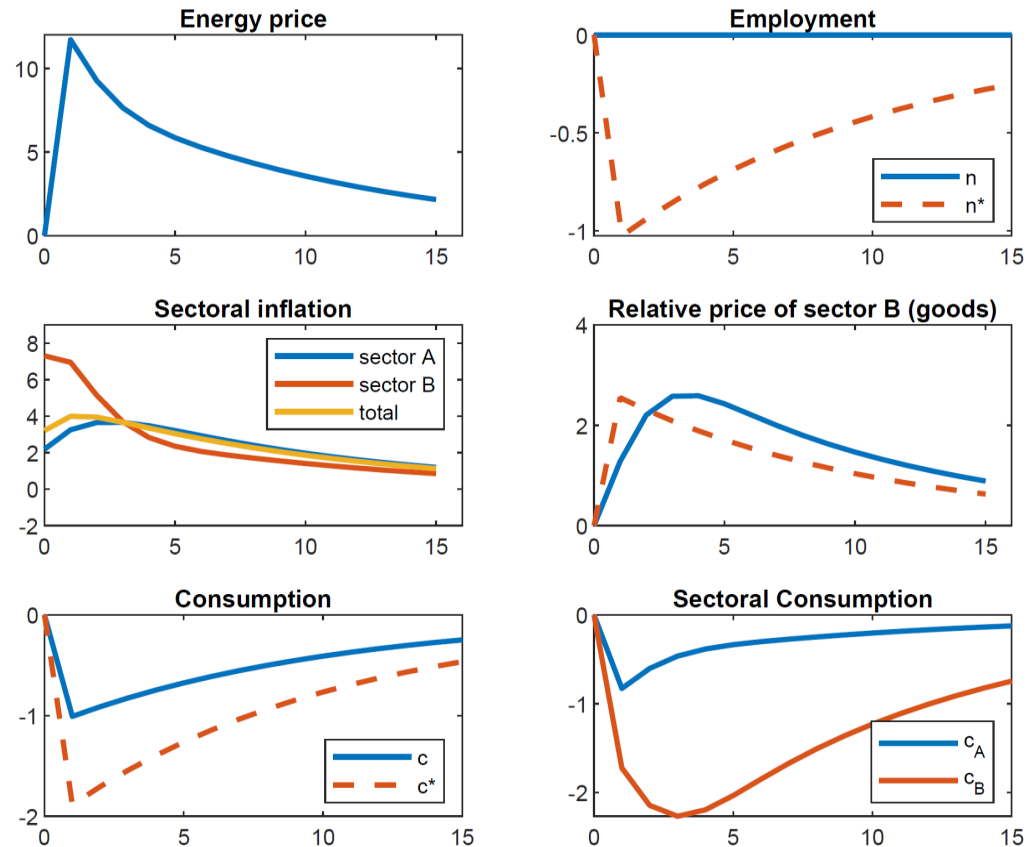 Energy price
10
5
0
0 5 10 15
Employment
0
-0.5
-1
n
n*
0 5 10 15
Sectoral inflation
8
6
4
2
0
-2
sector A
sector B
total
0 5 10 15
Relative price of sector B (goods)
4
2
0
0 5 10 15
Consumption
0
-1
-2
c
c*
0 5 10 15
Sectoral Consumption
0
-1
-2
c_A
c_B
0 5 10 15